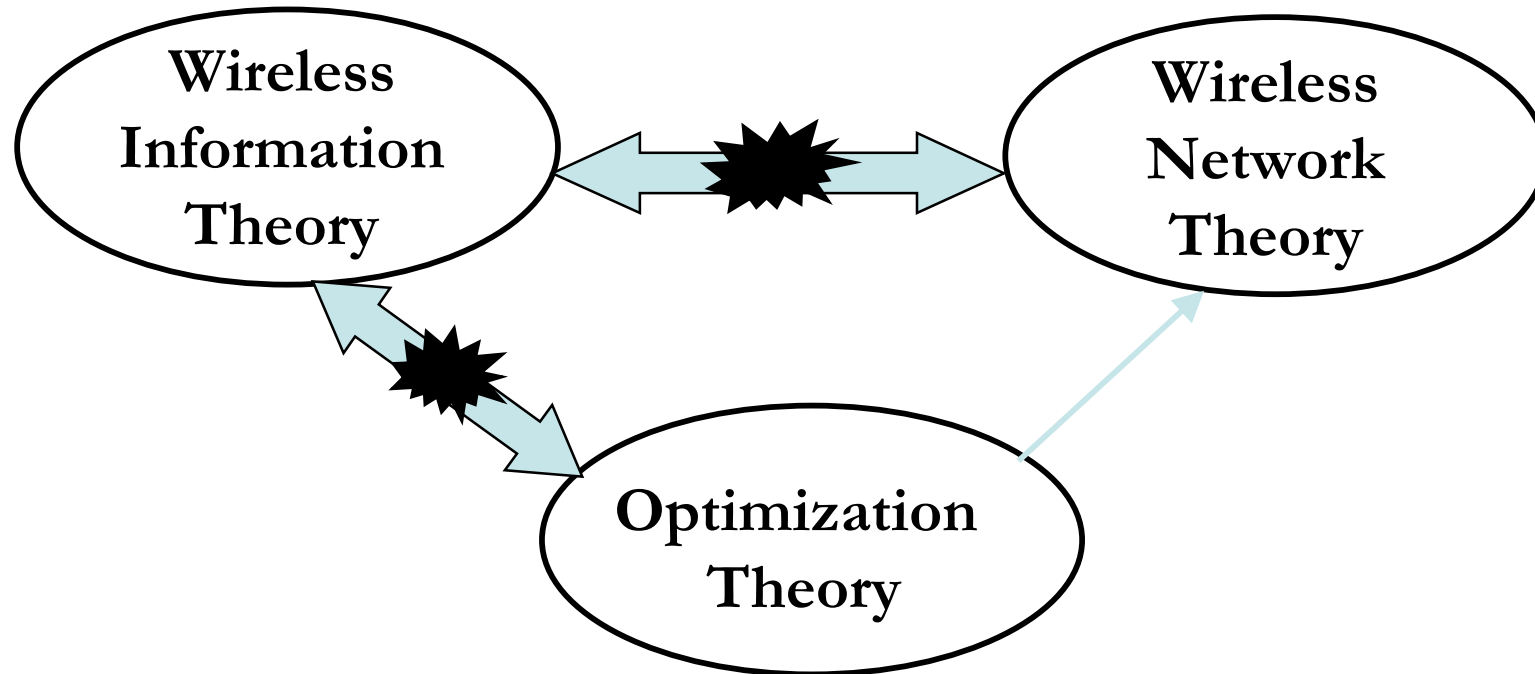 Wireless
Information
Theory
Wireless
Network
Theory
Optimization
Theory